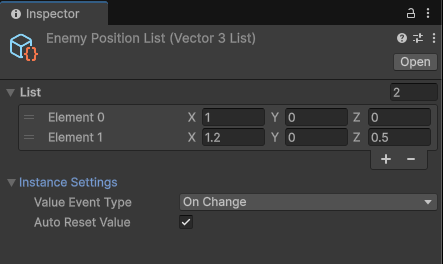 Inspector
Enemy Position List (Vector 3 List)
Open
List 2
Element 0 X 1 Y 0 Z 0
Element 1 X 1.2 Y 0 Z 0.5
+ −
Instance Settings
Value Event Type On Change
Auto Reset Value